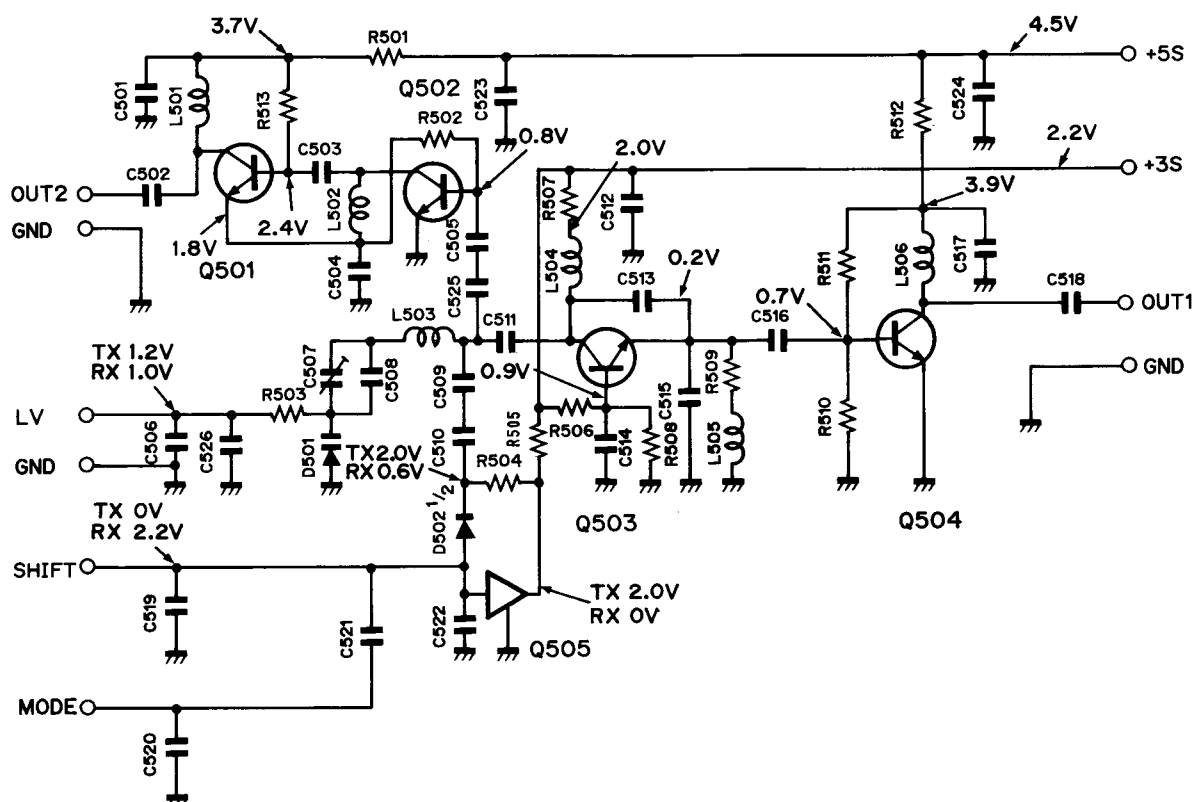 3.7V
4.5V
R501
+5S
C501
L501
R513
Q502
C523
R512
C524
R502
0.8V
2.2V
+3S
C503
2.0V
C502
OUT2
R507
C512
3.9V
L502
GND
1.8V
2.4V
Q501
C504
C505
C525
L504
C513
0.2V
R511
L506
C517
0.7V
C518
OUT1
C516
L503
C511
TX 1.2V
RX 1.0V
C507
C508
C509
0.9V
R509
C515
GND
R503
LV
R505
R506
R510
C506
C526
D501
C510
TX2.0V
RX 0.6V
C514
R508
L505
GND
R504
TX 0V
RX 2.2V
D502 1/2
Q503
Q504
SHIFT
TX 2.0V
RX 0V
C519
C521
C522
Q505
MODE
C520